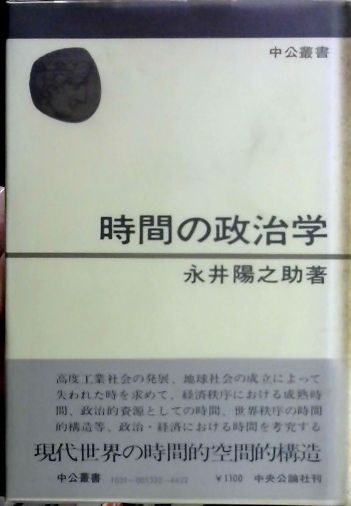 中公叢書
時間の政治学
永井陽之助著
高度工業社会の発展、地球社会の成立によって
失われた時を求めて、経済秩序における成熟時
間、政治的資源としての時間、世界秩序の時間
的構造等、政治・経済における時間を考究する
現代世界の時間的空間的構造
中公叢書
¥1100 中央公論社刊